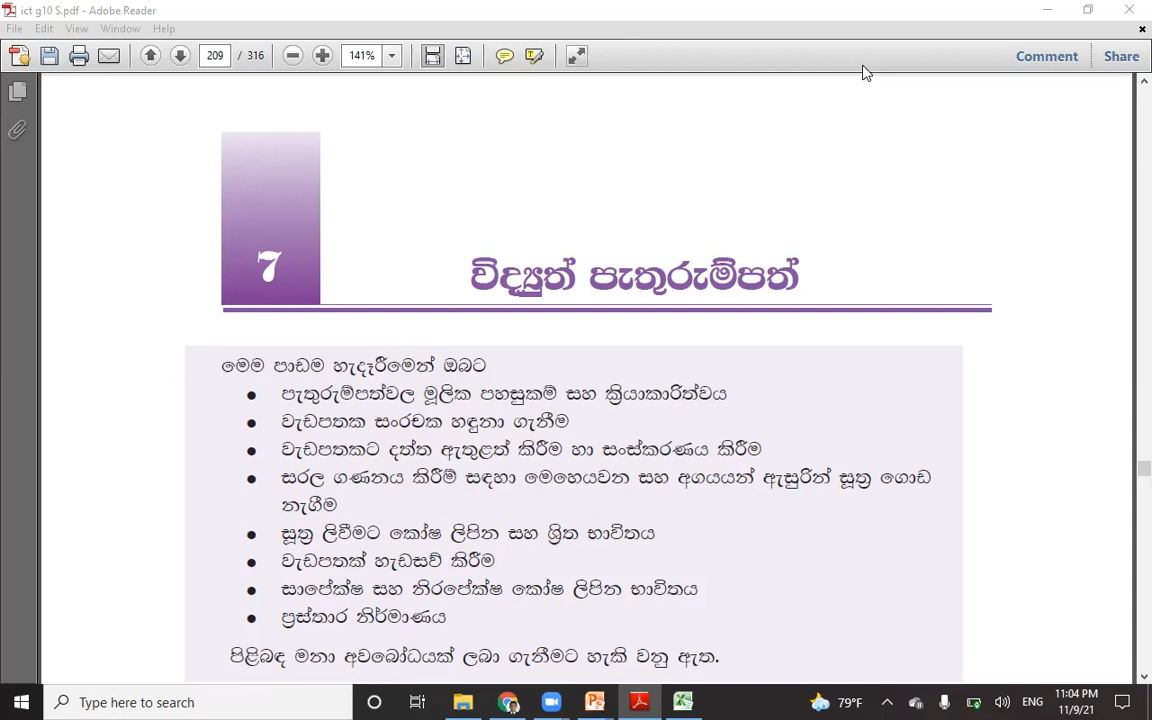 ict g10 S.pdf - Adobe Reader
File Edit View Window Help
209 / 316 141% Comment Share
7
විද්‍යුත් පැතුරුම්පත්
මෙම පාඩම හැදෑරීමෙන් ඔබට
● පැතුරුම්පත්වල මූලික පහසුකම් සහ ක්‍රියාකාරිත්වය
● වැඩපතක සංරචක හඳුනා ගැනීම
● වැඩපතකට දත්ත ඇතුළත් කිරීම හා සංස්කරණය කිරීම
● සරල ගණනය කිරීම් සඳහා මෙහෙයවන සහ අගයයන් ඇසුරින් සූත්‍ර ගොඩ
නැගීම
● සූත්‍ර ලිවීමට කෝෂ ලිපින සහ ශ්‍රිත භාවිතය
● වැඩපතක් හැඩසව් කිරීම
● සාපේක්ෂ සහ නිරපේක්ෂ කෝෂ ලිපින භාවිතය
● ප්‍රස්තාර නිර්මාණය
පිළිබඳ මනා අවබෝධයක් ලබා ගැනීමට හැකි වනු ඇත.
Type here to search 79°F ENG 11:04 PM
11/9/21